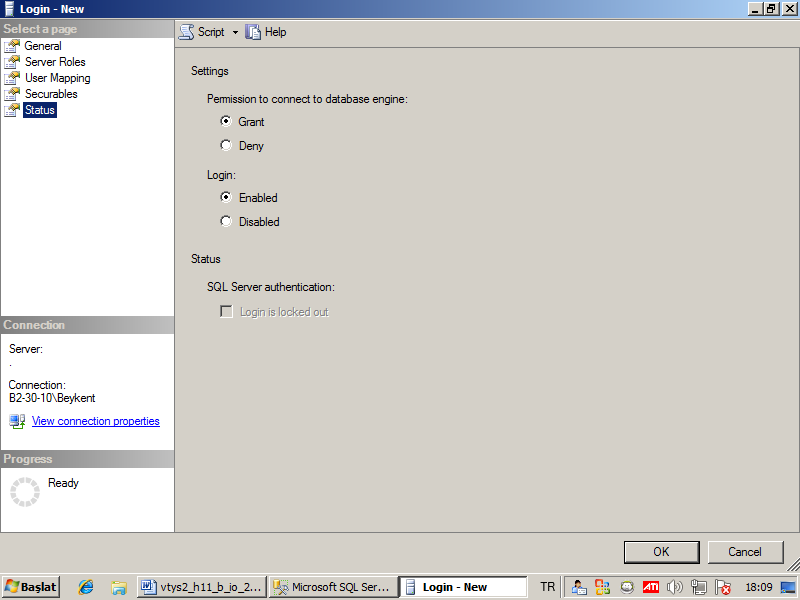 Login - New
Select a page
General
Server Roles
User Mapping
Securables
Status
Script
Help
Settings
Permission to connect to database engine:
Grant
Deny
Login:
Enabled
Disabled
Status
SQL Server authentication:
Login is locked out
Connection
Server:
.
Connection:
B2-30-10\Beykent
View connection properties
Progress
Ready
OK
Cancel
Başlat
vtys2_h11_b_io_2...
Microsoft SQL Ser...
Login - New
TR
ATI
18:09